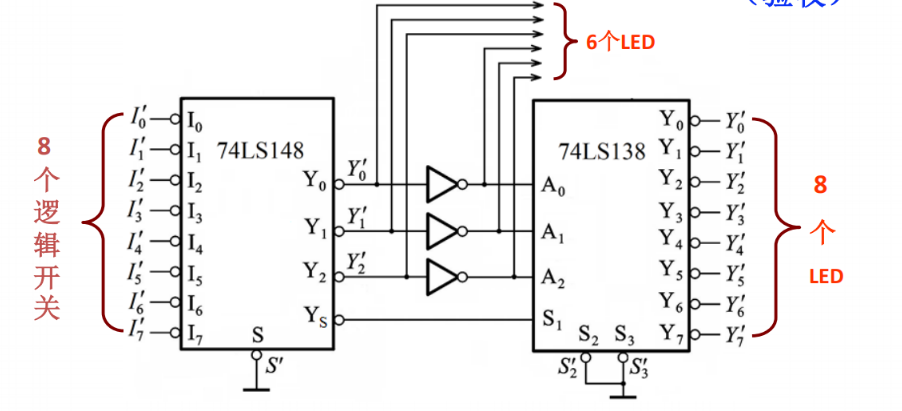 （验收）
6个LED
8个逻辑开关
I′0 I0
I′1 I1
I′2 I2
I′3 I3
I′4 I4
I′5 I5
I′6 I6
I′7 I7
74LS148
Y0 Y′0
Y1 Y′1
Y2 Y′2
YS
S
S′
74LS138
A0
A1
A2
S1
S2 S3
S′2 S′3
Y0 Y′0
Y1 Y′1
Y2 Y′2
Y3 Y′3
Y4 Y′4
Y5 Y′5
Y6 Y′6
Y7 Y′7
8
个
LED